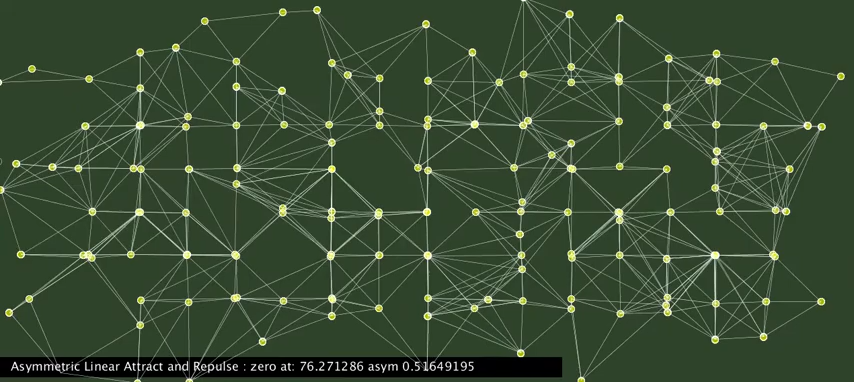 Asymmetric Linear Attract and Repulse : zero at: 76.271286 asym 0.51649195